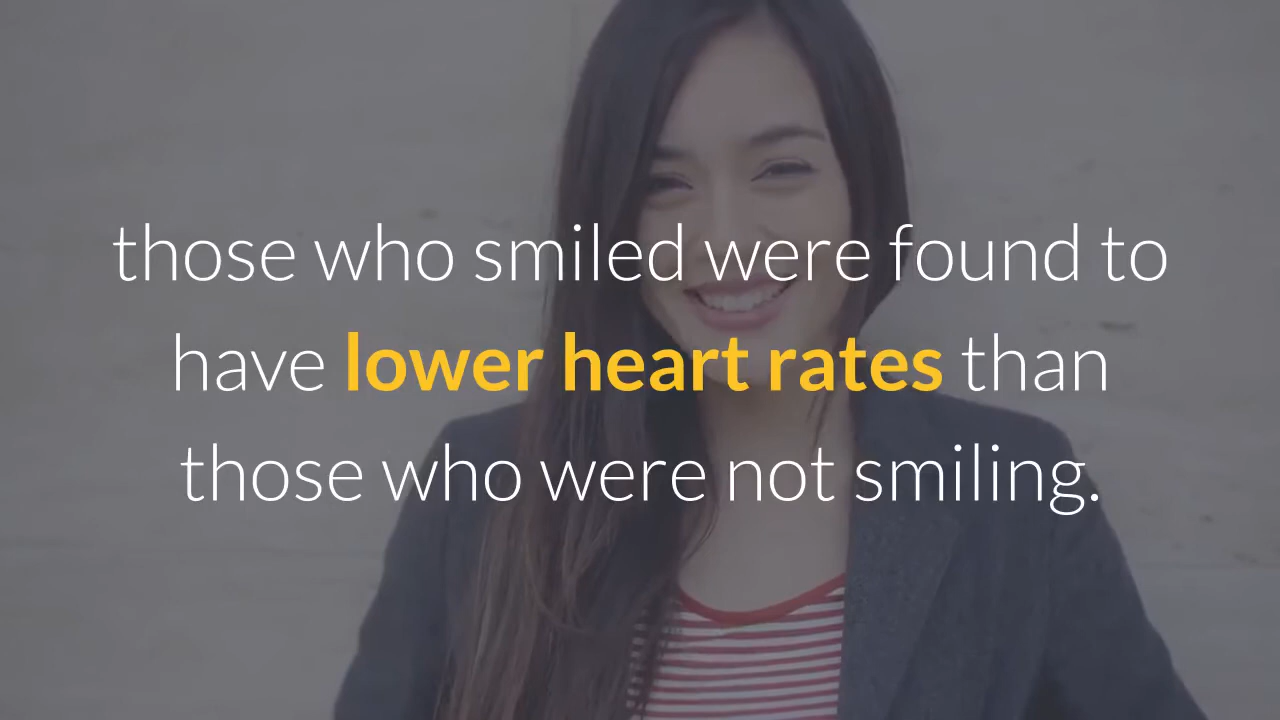 those who smiled were found to
have lower heart rates than
those who were not smiling.